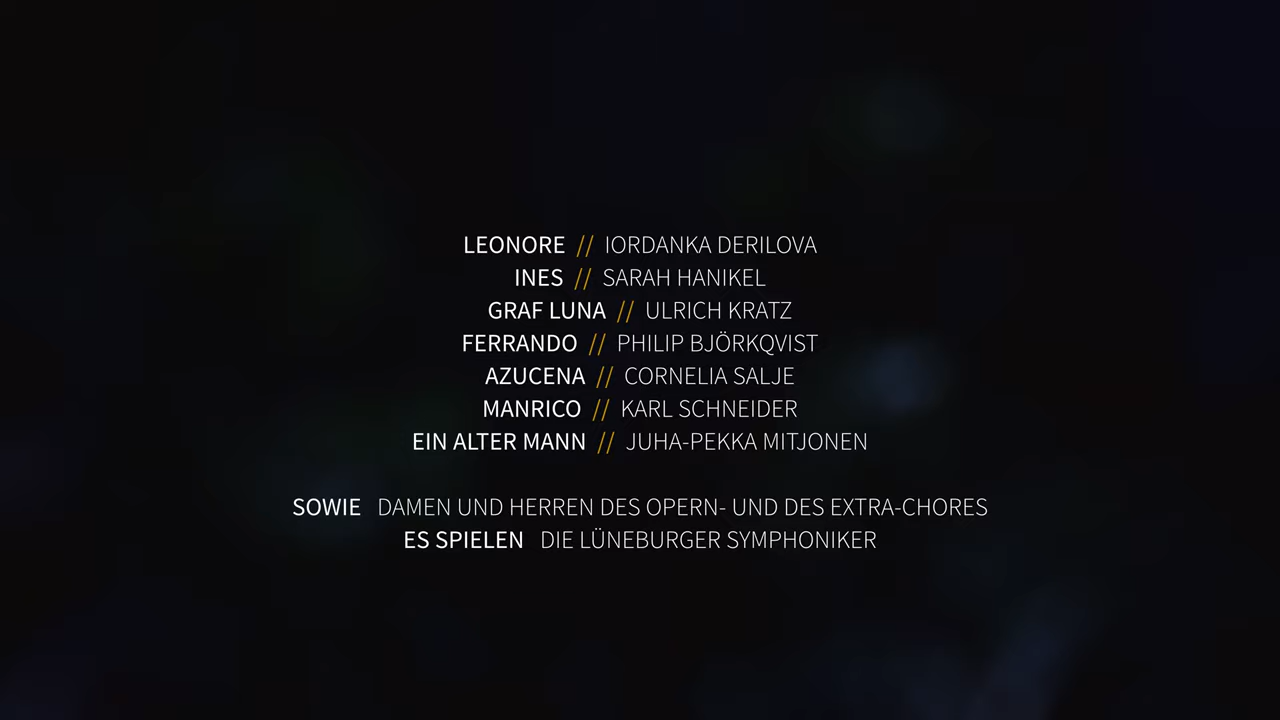 LEONORE // IORDANKA DERILOVA
INES // SARAH HANIKEL
GRAF LUNA // ULRICH KRATZ
FERRANDO // PHILIP BJÖRKQVIST
AZUCENA // CORNELIA SALJE
MANRICO // KARL SCHNEIDER
EIN ALTER MANN // JUHA-PEKKA MITJONEN
SOWIE DAMEN UND HERREN DES OPERN- UND DES EXTRA-CHORES
ES SPIELEN DIE LÜNEBURGER SYMPHONIKER